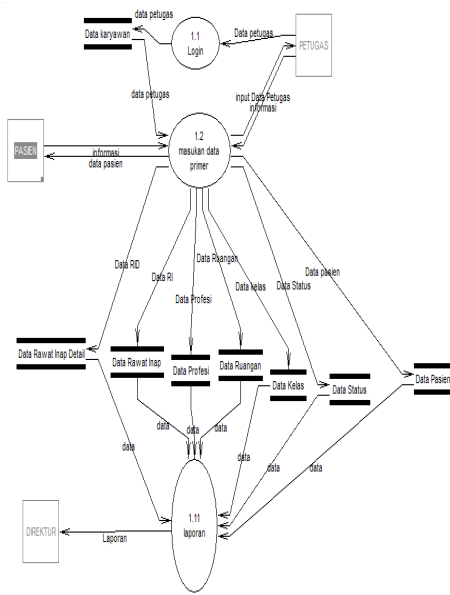 data petugas
Data karyawan
1.1
Login
Data petugas
PETUGAS
data petugas
input Data Petugas
informasi
1.2
masukan data
primer
PASIEN
informasi
data pasien
Data RID
Data RI
Data Ruangan
Data Profesi
Data kelas
Data Status
Data pasien
Data Rawat Inap Detail
Data Rawat Inap
Data Profesi
Data Ruangan
Data Kelas
Data Status
Data Pasien
data
data
data
data
data
data
data
1.11
laporan
DIREKTUR
Laporan